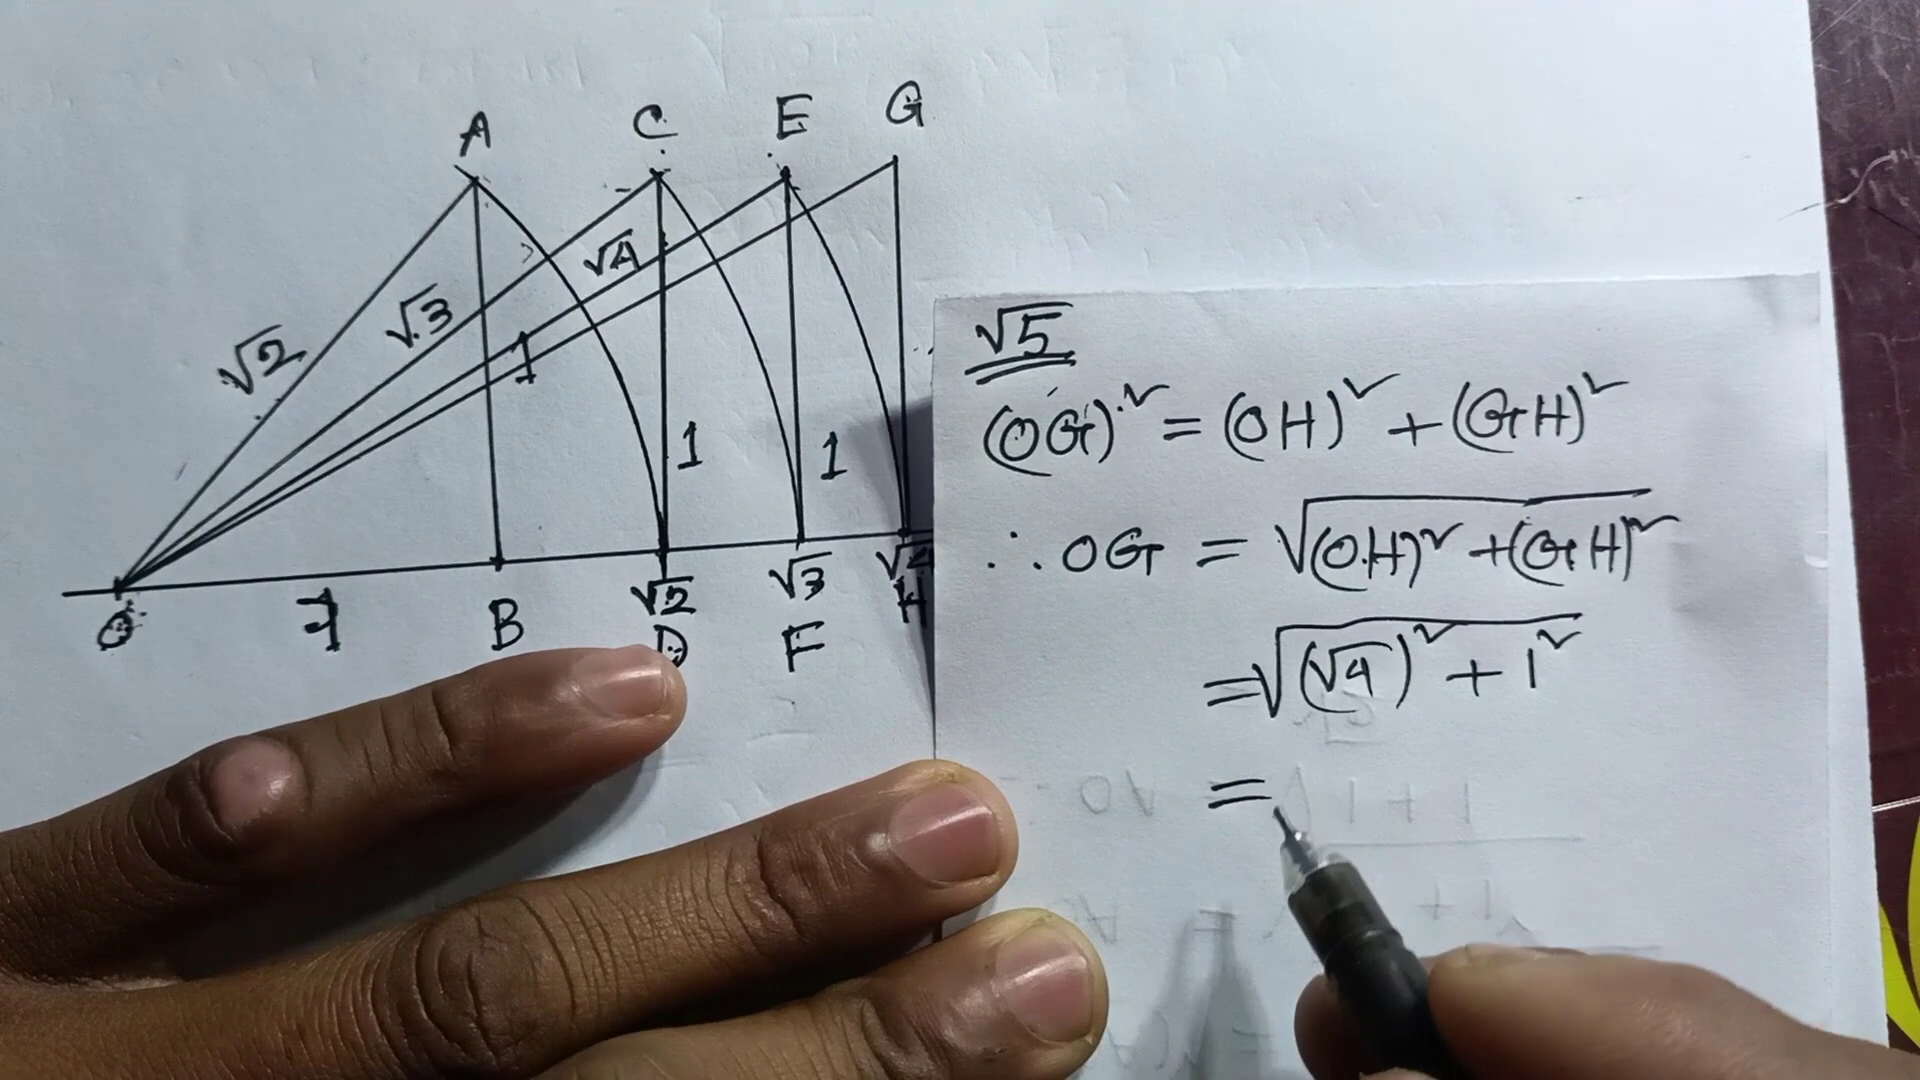 A C E G
√2 √3 √4
1 1 1
O 1 B √2 √3 √4
D F H
√5
(OG)² = (OH)² + (GH)²
∴ OG = √(OH)² + (GH)²
= √(√4)² + 1²
=